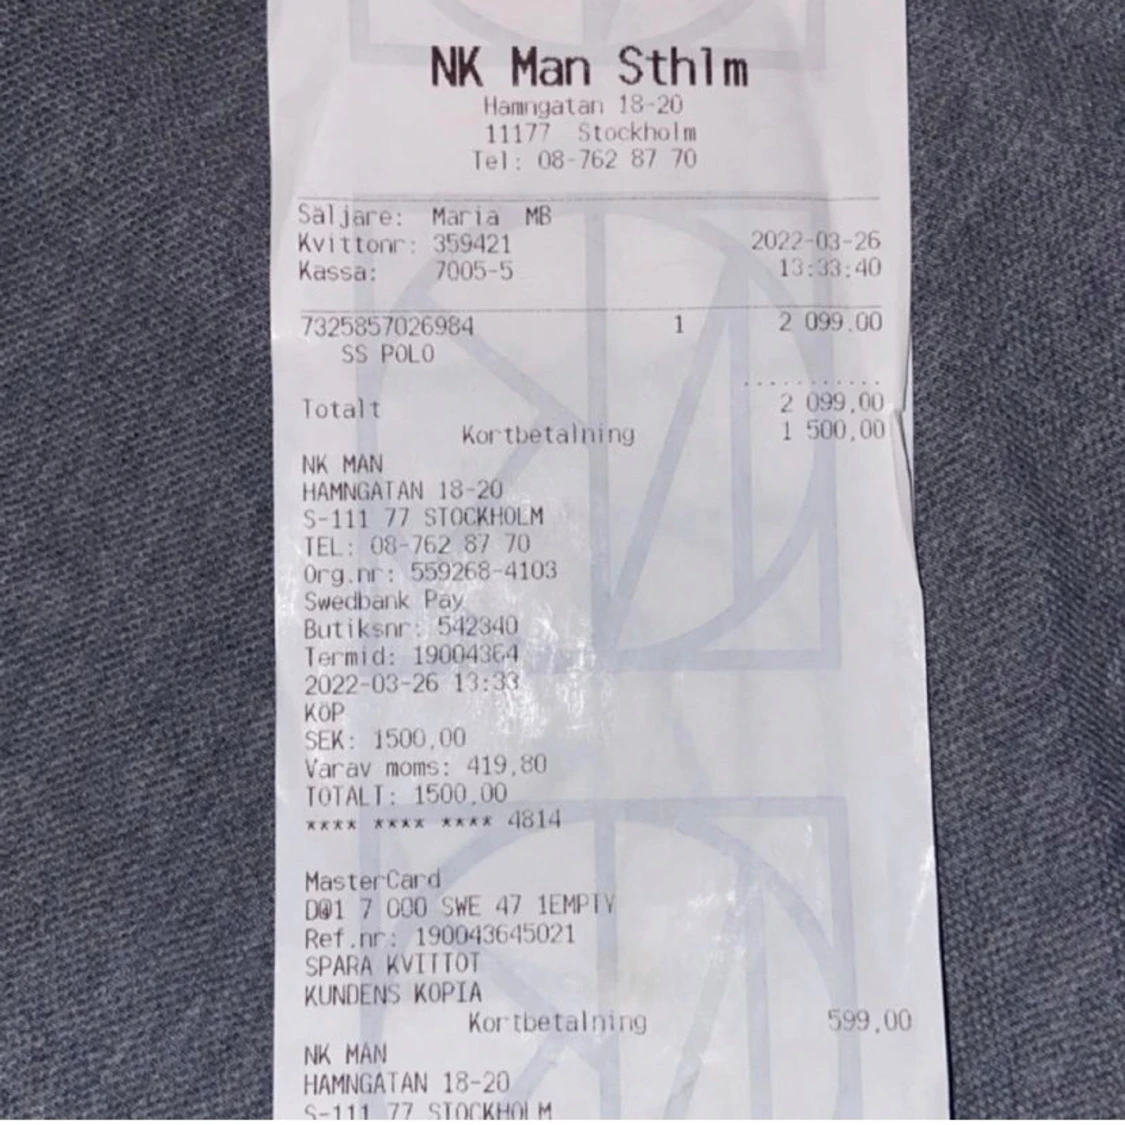 NK Man Sthlm
Hamngatan 18-20
11177 Stockholm
Tel: 08-762 87 70
Säljare: Maria MB
Kvittonr: 359421 2022-03-26
Kassa: 7005-5 13:33:40
7325857026984 1 2 099.00
SS POLO
...........
Totalt 2 099,00
Kortbetalning 1 500,00
NK MAN
HAMNGATAN 18-20
S-111 77 STOCKHOLM
TEL: 08-762 87 70
Org.nr: 559268-4103
Swedbank Pay
Butiksnr: 542340
Termid: 19004364
2022-03-26 13:33
KÖP
SEK: 1500,00
Varav moms: 419,80
TOTALT: 1500,00
**** **** **** 4814
MasterCard
D@1 7 000 SWE 47 1EMPTV
Ref.nr: 190043645021
SPARA KVITTOT
KUNDENS KOPIA
Kortbetalning 599,00
NK MAN
HAMNGATAN 18-20
S-111 77 STOCKHOLM